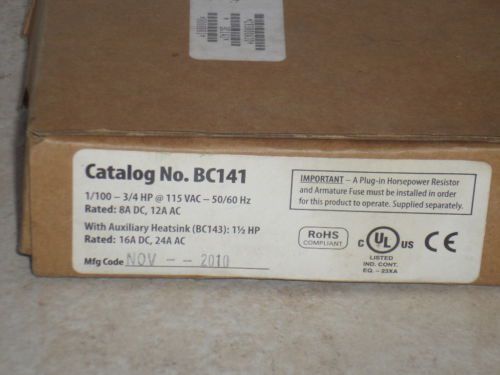 Catalog No. BC141
1/100 – 3/4 HP @ 115 VAC – 50/60 Hz
Rated: 8A DC, 12A AC
With Auxiliary Heatsink (BC143): 1½ HP
Rated: 16A DC, 24A AC
Mfg Code NOV - - 2010
IMPORTANT – A Plug-in Horsepower Resistor
and Armature Fuse must be installed in order
for this product to operate. Supplied separately.
RoHS
COMPLIANT
C UL US CE
LISTED
IND. CONT.
EQ. – 23XA